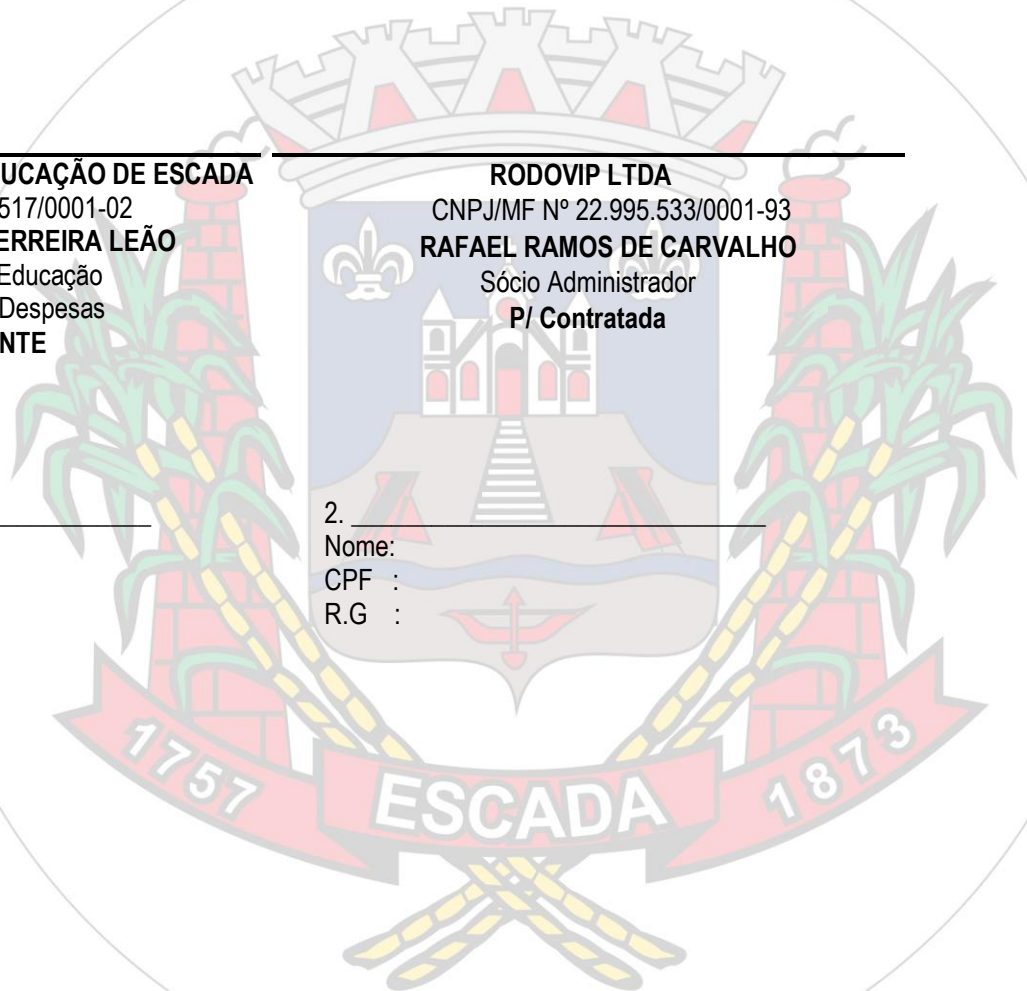 UCAÇÃO DE ESCADA
517/0001-02
ERREIRA LEÃO
Educação
Despesas
NTE
RODOVIP LTDA
CNPJ/MF Nº 22.995.533/0001-93
RAFAEL RAMOS DE CARVALHO
Sócio Administrador
P/ Contratada
2. ___________________________________
Nome:
CPF :
R.G :
1757 ESCADA 1873